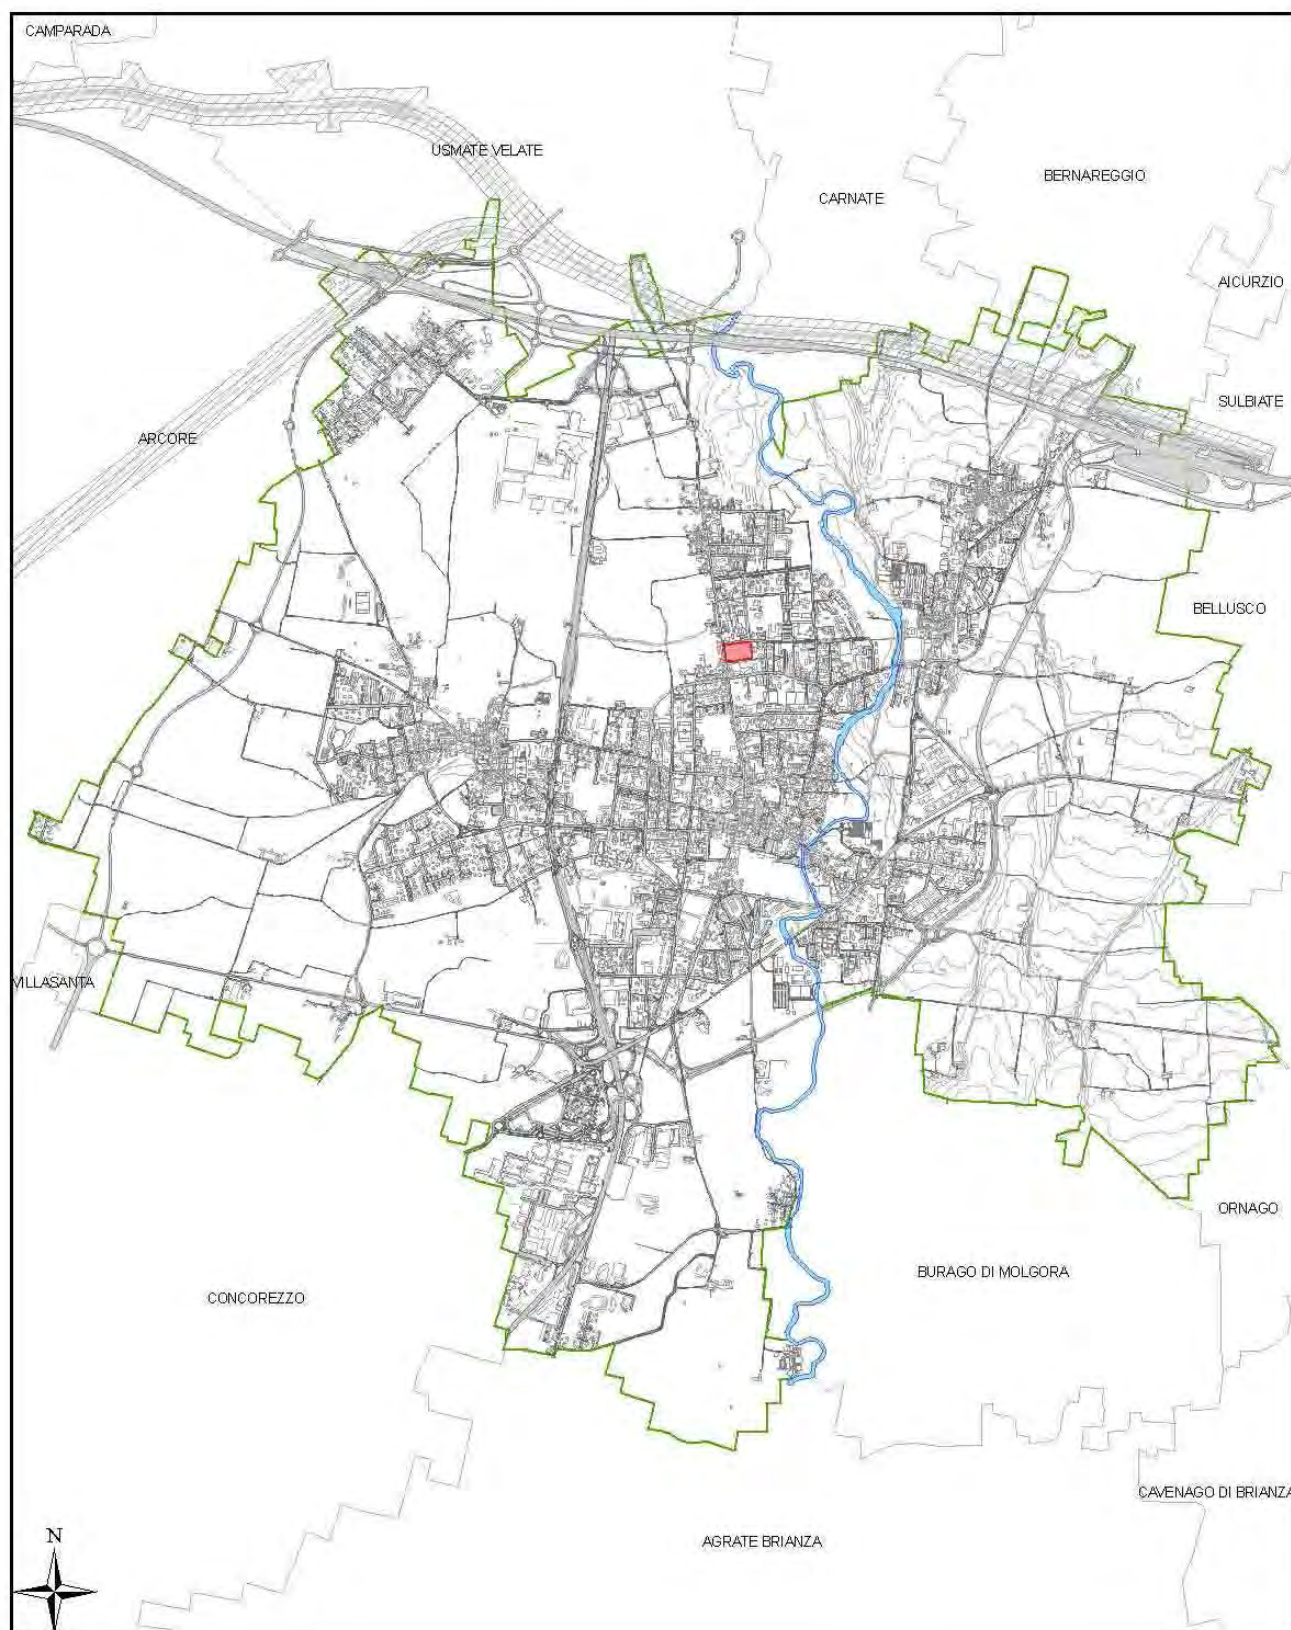 CAMPARADA
USMATE VELATE
BERNAREGGIO
CARNATE
AICURZIO
SULBIATE
ARCORE
BELLUSCO
VILLASANTA
ORNAGO
BURAGO DI MOLGORA
CONCOREZZO
CAVENAGO DI BRIANZA
N
AGRATE BRIANZA